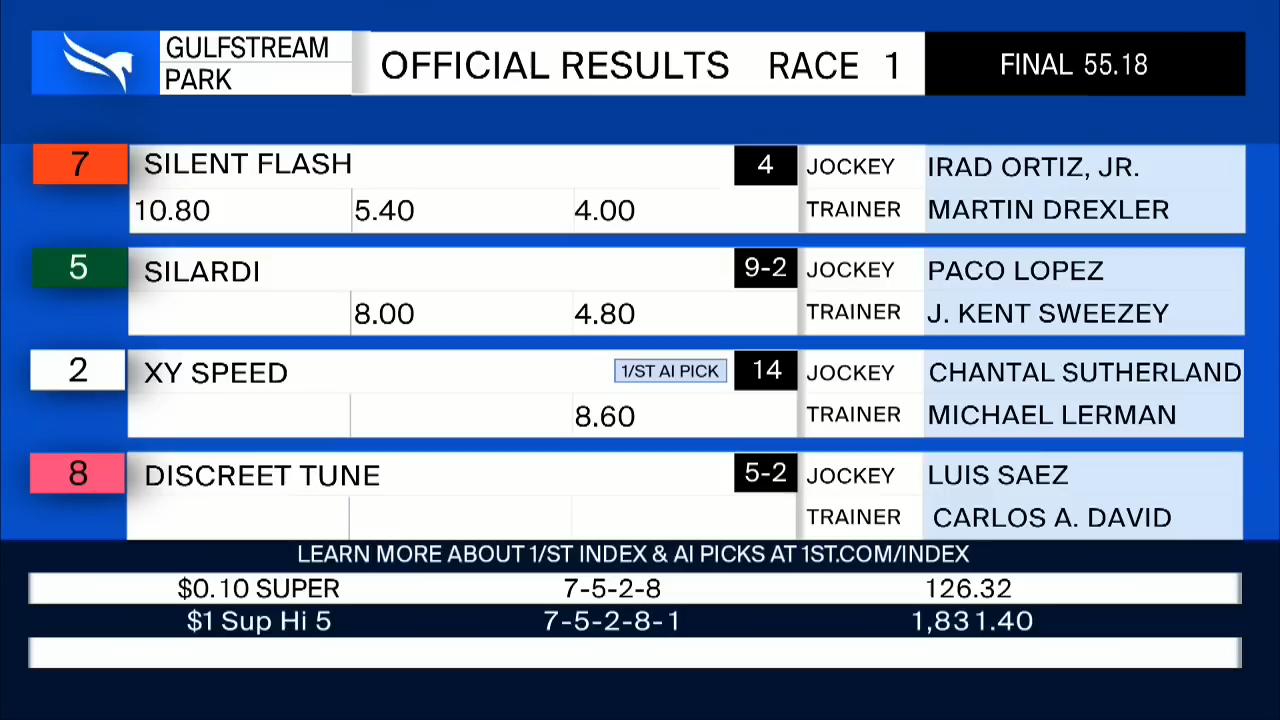 GULFSTREAM PARK
OFFICIAL RESULTS RACE 1
FINAL 55.18
7 SILENT FLASH 4 JOCKEY IRAD ORTIZ, JR.
10.80 5.40 4.00 TRAINER MARTIN DREXLER
5 SILARDI 9-2 JOCKEY PACO LOPEZ
8.00 4.80 TRAINER J. KENT SWEEZEY
2 XY SPEED 1/ST AI PICK 14 JOCKEY CHANTAL SUTHERLAND
8.60 TRAINER MICHAEL LERMAN
8 DISCREET TUNE 5-2 JOCKEY LUIS SAEZ
TRAINER CARLOS A. DAVID
LEARN MORE ABOUT 1/ST INDEX & AI PICKS AT 1ST.COM/INDEX
$0.10 SUPER 7-5-2-8 126.32
$1 Sup Hi 5 7-5-2-8-1 1,831.40